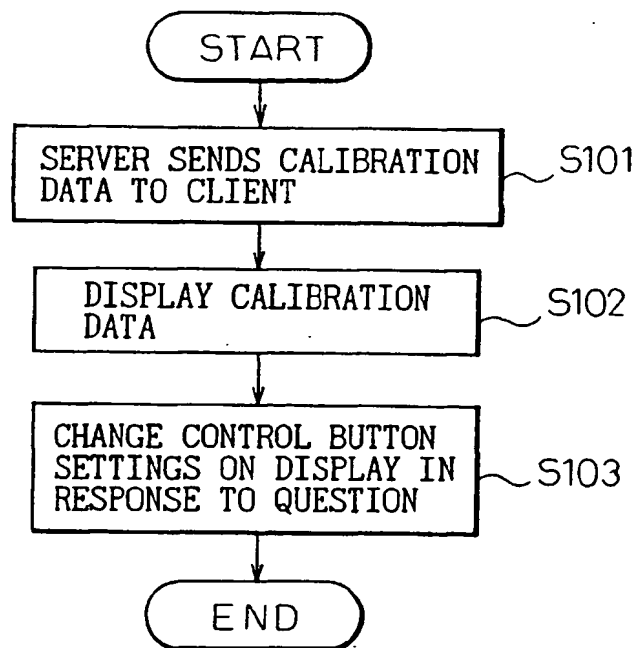 START
SERVER SENDS CALIBRATION
DATA TO CLIENT
S101
DISPLAY CALIBRATION
DATA
S102
CHANGE CONTROL BUTTON
SETTINGS ON DISPLAY IN
RESPONSE TO QUESTION
S103
END